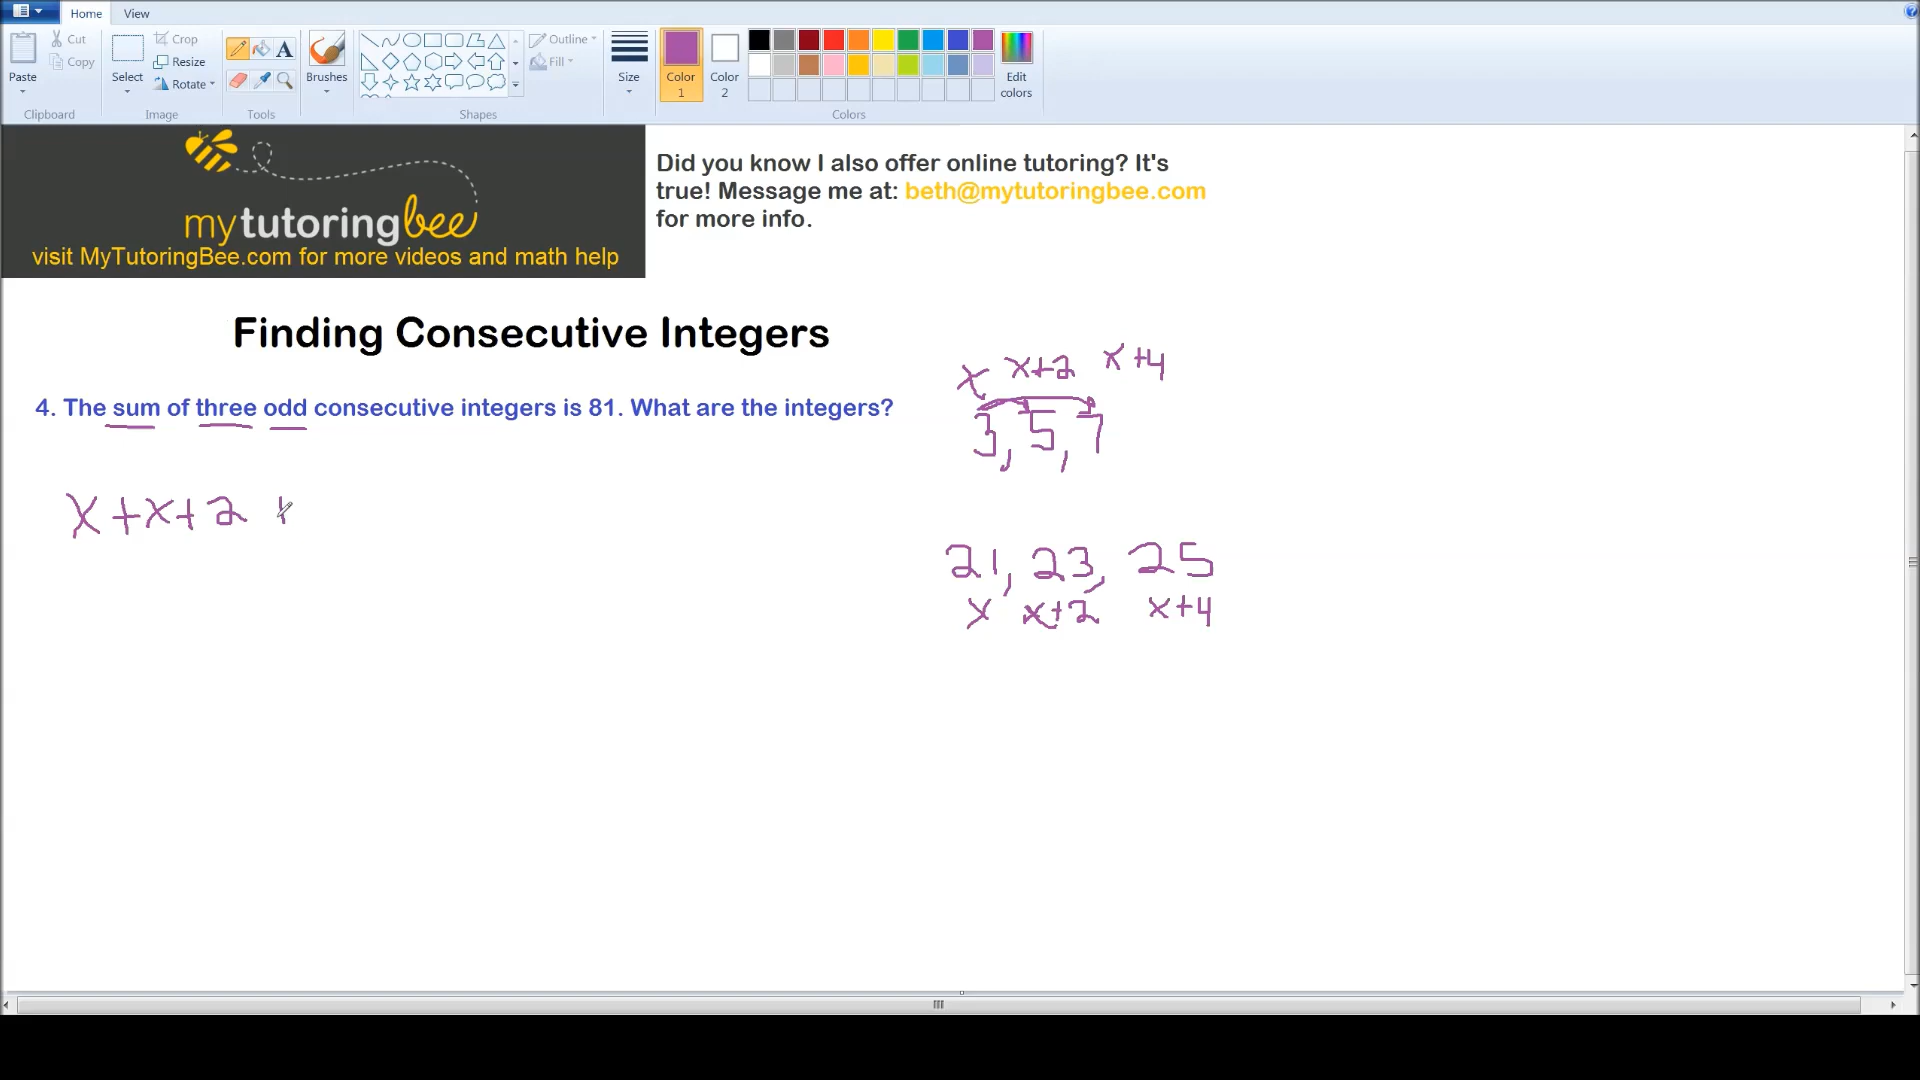 Home View
Paste
Cut
Copy
Clipboard
Select
Crop
Resize
Rotate
Image
A
Tools
Brushes
Outline
Fill
Shapes
Size
Color 1
Color 2
Edit colors
Colors
mytutoringbee
visit MyTutoringBee.com for more videos and math help
Did you know I also offer online tutoring? It's
true! Message me at: beth@mytutoringbee.com
for more info.
Finding Consecutive Integers
4. The sum of three odd consecutive integers is 81. What are the integers?
x x+2 x+4
3, 5, 7
x+x+2 +
21, 23, 25
x x+2 x+4